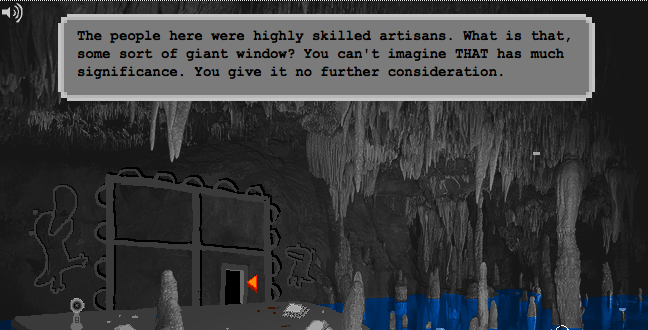 The people here were highly skilled artisans. What is that,
some sort of giant window? You can't imagine THAT has much
significance. You give it no further consideration.